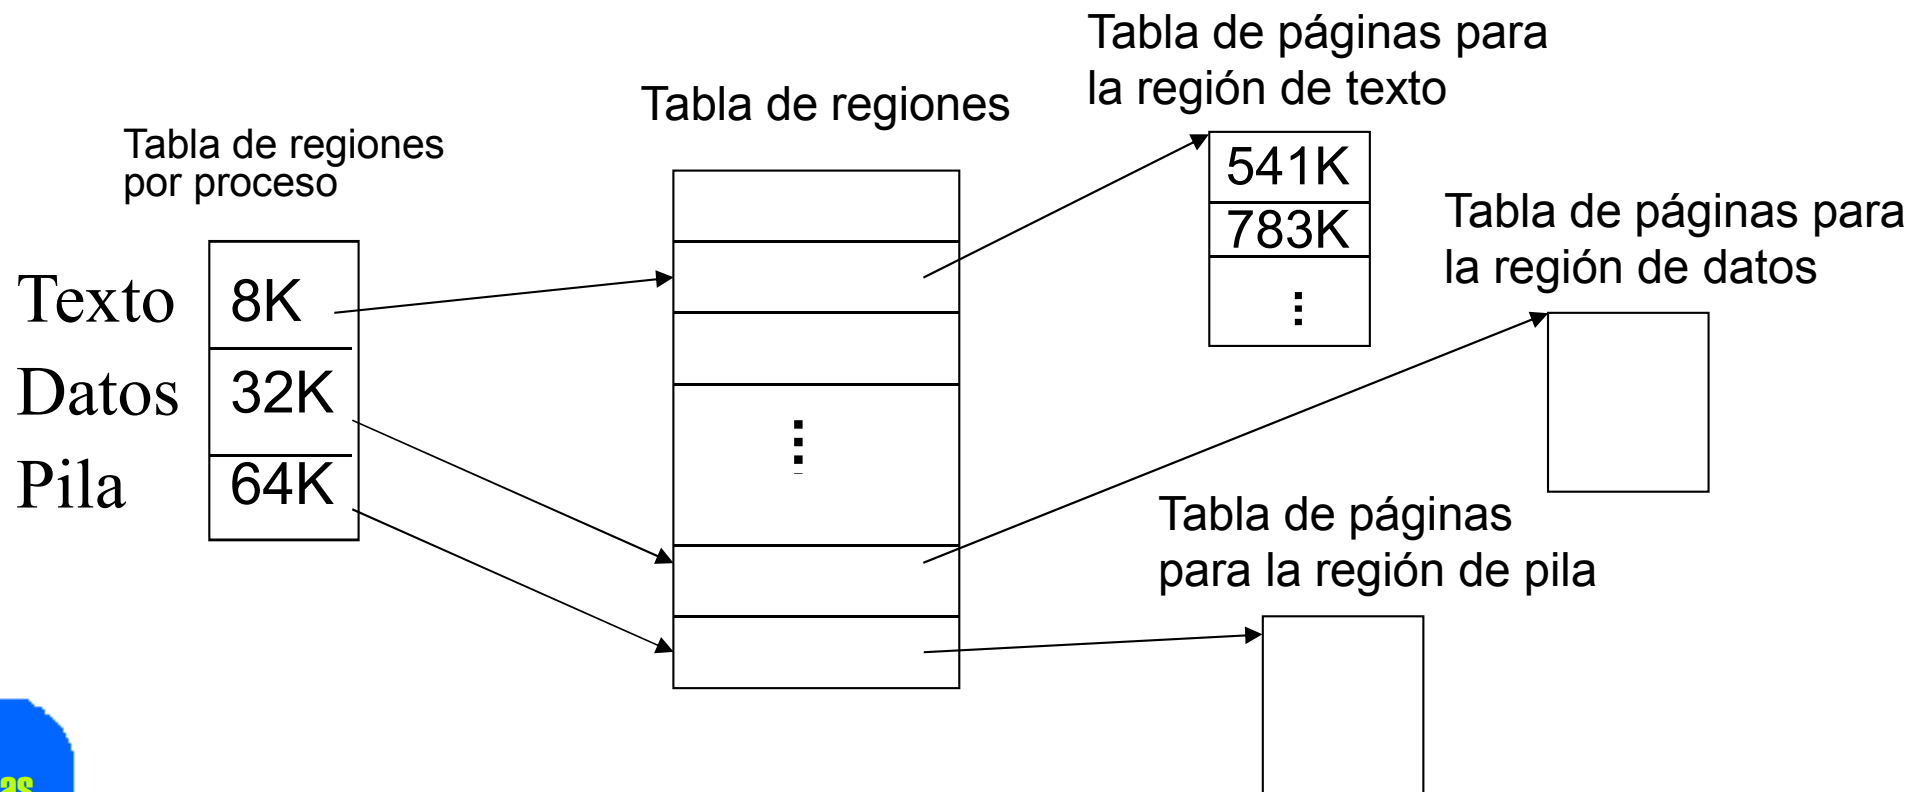 Tabla de páginas para
la región de texto
Tabla de regiones
Tabla de regiones
por proceso
541K
783K
Tabla de páginas para
la región de datos
Texto
8K
Datos
32K
Pila
64K
Tabla de páginas
para la región de pila
as